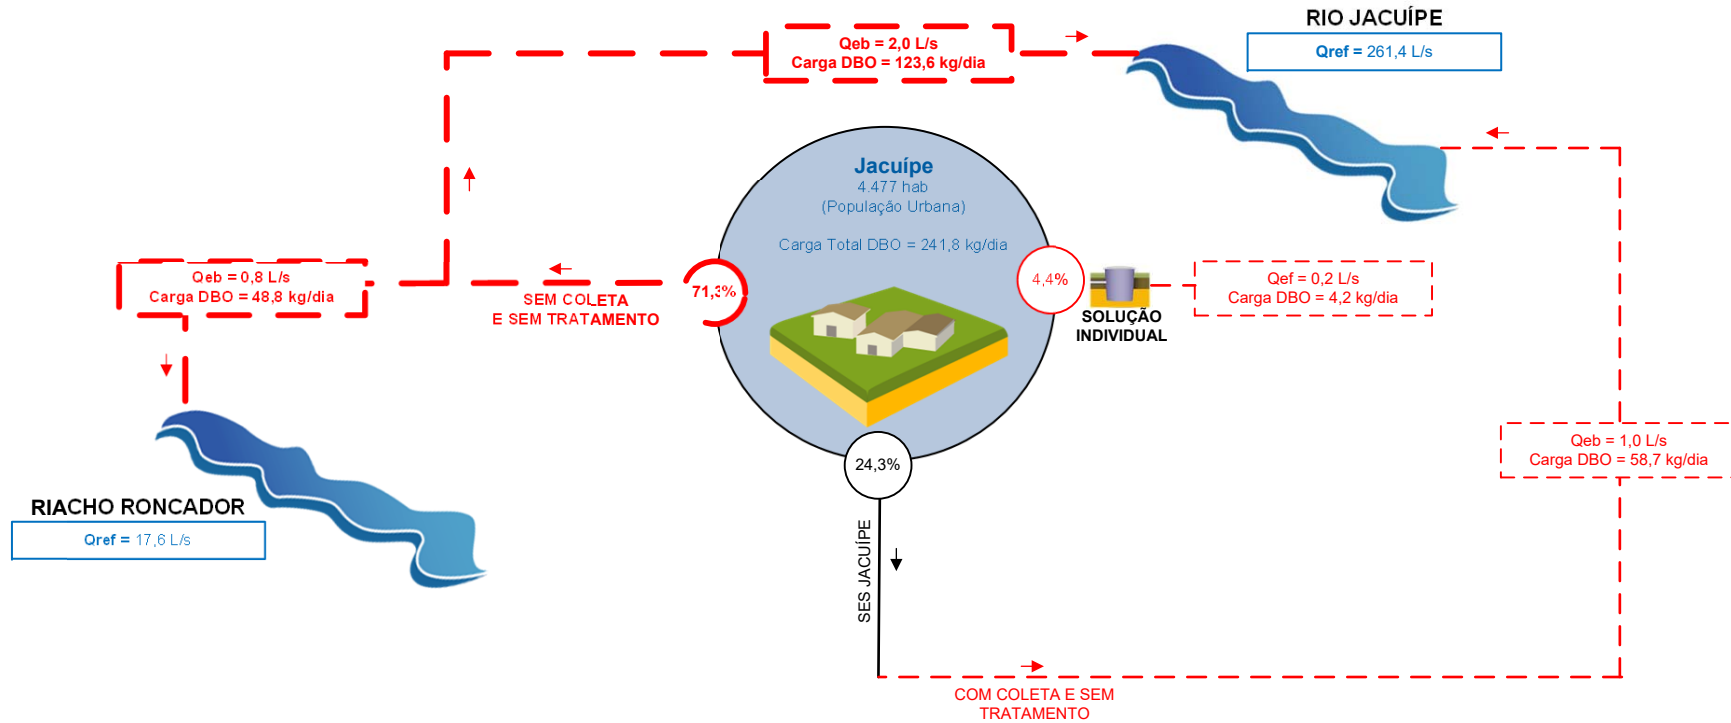 RIO JACUÍPE
Qref = 261,4 L/s
Qeb = 2,0 L/s
Carga DBO = 123,6 kg/dia
Jacuípe
4.477 hab
(População Urbana)
Carga Total DBO = 241,8 kg/dia
Qeb = 0,8 L/s
Carga DBO = 48,8 kg/dia
71,3%
SEM COLETA
E SEM TRATAMENTO
4,4%
SOLUÇÃO
INDIVIDUAL
Qef = 0,2 L/s
Carga DBO = 4,2 kg/dia
RIACHO RONCADOR
Qref = 17,6 L/s
24,3%
SES JACUÍPE
Qeb = 1,0 L/s
Carga DBO = 58,7 kg/dia
COM COLETA E SEM
TRATAMENTO